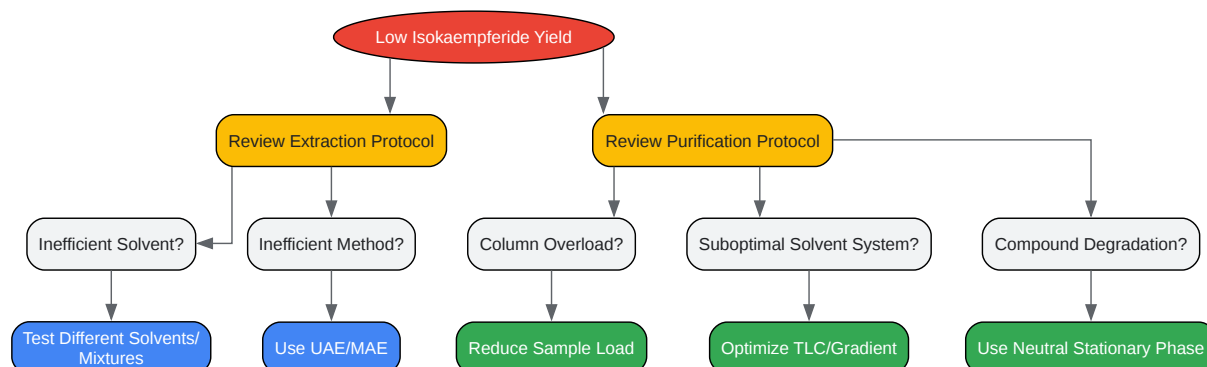 Low Isokaempferide Yield
Review Extraction Protocol
Review Purification Protocol
Inefficient Solvent?
Inefficient Method?
Column Overload?
Suboptimal Solvent System?
Compound Degradation?
Test Different Solvents/
Mixtures
Use UAE/MAE
Reduce Sample Load
Optimize TLC/Gradient
Use Neutral Stationary Phase